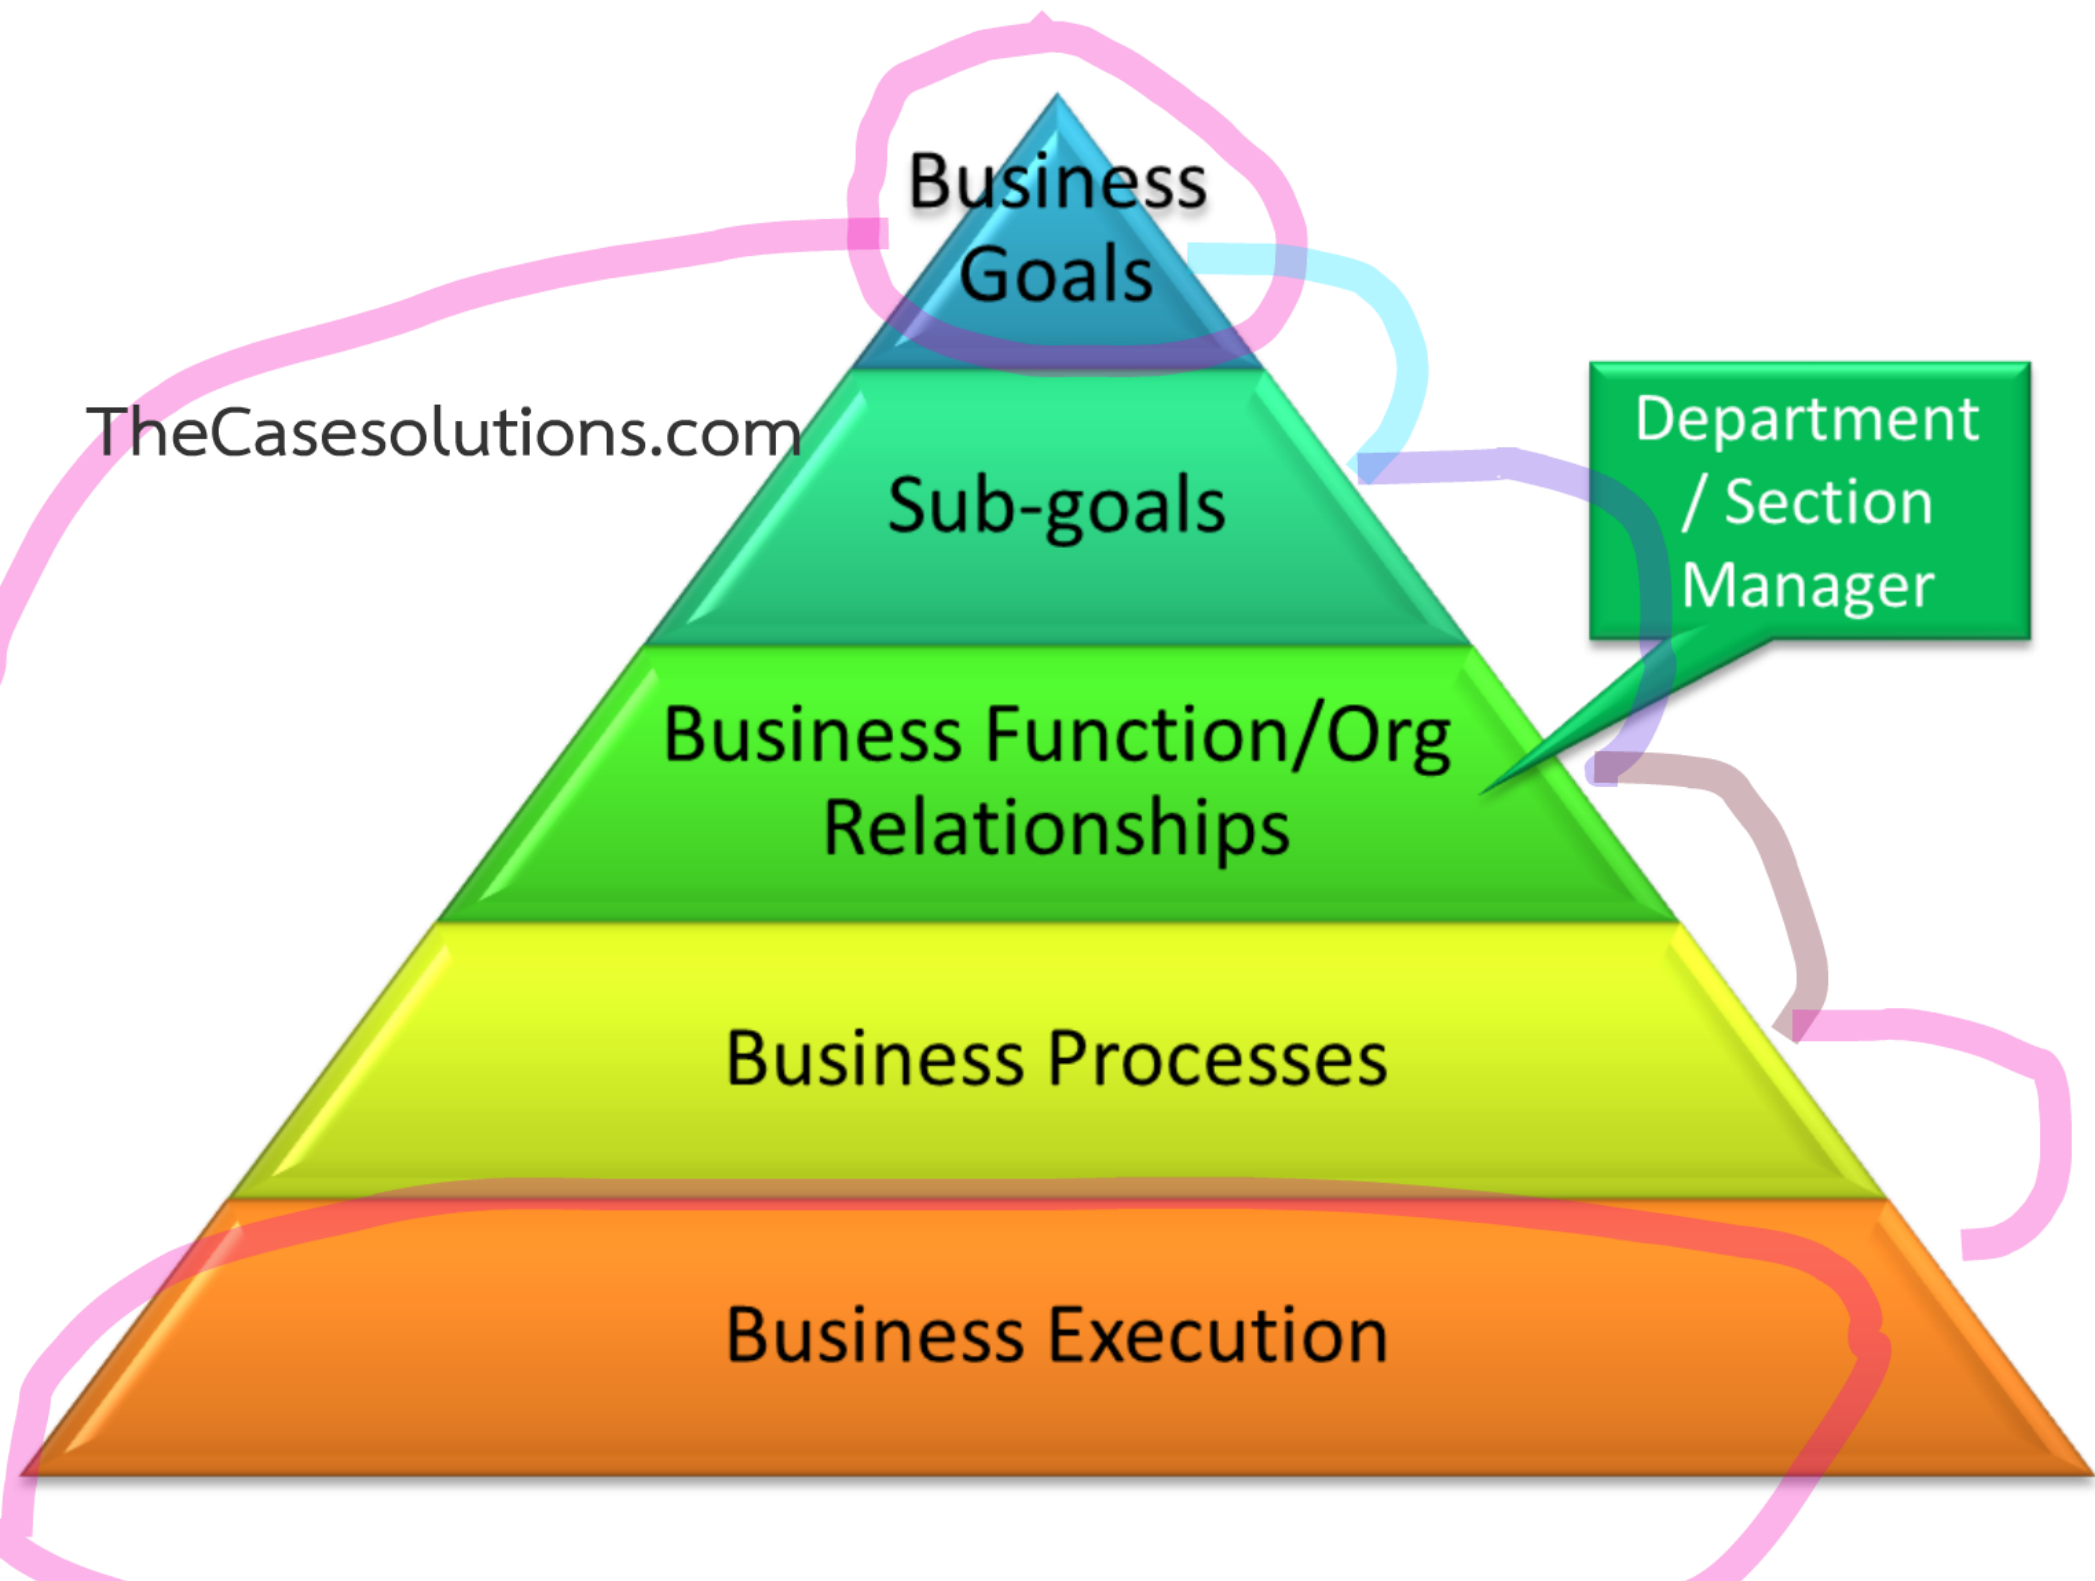 Business
Goals
TheCasesolutions.com
Sub-goals
Department
/ Section
Manager
Business Function/Org
Relationships
Business Processes
Business Execution